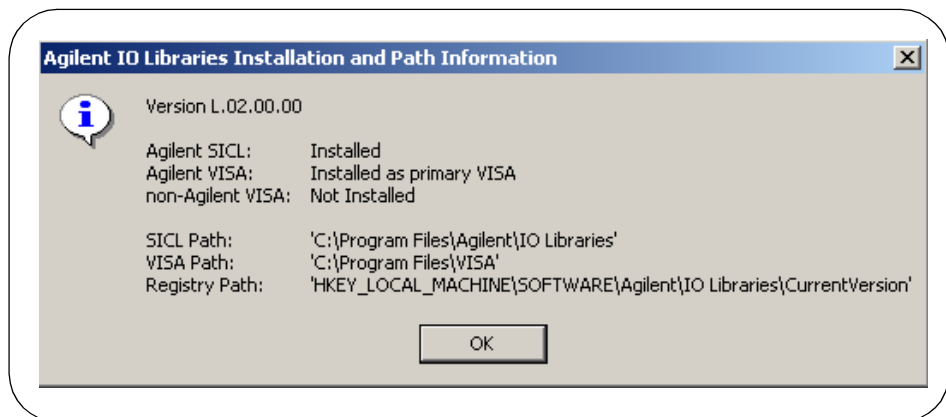 Agilent IO Libraries Installation and Path Information
Version L.02.00.00
Agilent SICL: Installed
Agilent VISA: Installed as primary VISA
non-Agilent VISA: Not Installed
SICL Path: 'C:\Program Files\Agilent\IO Libraries'
VISA Path: 'C:\Program Files\VISA'
Registry Path: 'HKEY_LOCAL_MACHINE\SOFTWARE\Agilent\IO Libraries\CurrentVersion'
OK